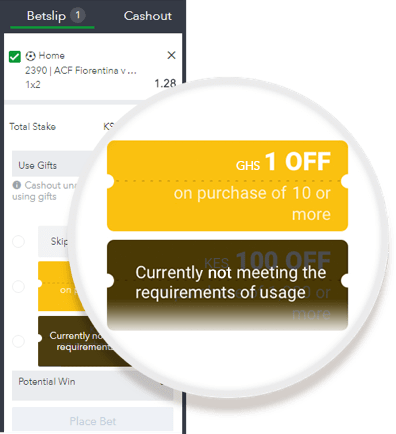 Betslip 1 Cashout
Home
2390 | ACF Fiorentina v ...
1x2 1.28
Total Stake KS
Use Gifts
Cashout un
using gifts
Skip
GHS 1 OFF
on purchase of 10 or
more
on
KES 100 OFF
Currently not meeting the
requirements of usage
or
more
Currently no
requirement
Potential Win
Place Bet